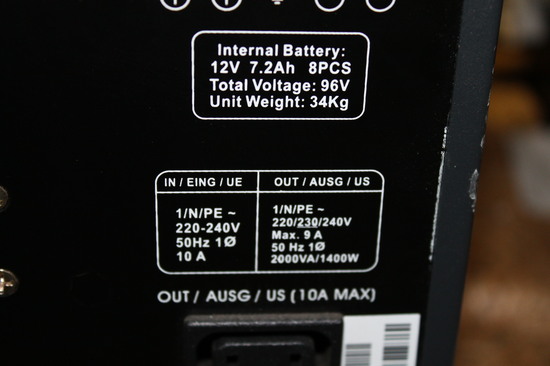 Internal Battery:
12V 7.2Ah 8PCS
Total Voltage: 96V
Unit Weight: 34Kg
IN / EING / UE
1/N/PE ~
220-240V
50Hz 1Ø
10 A
OUT / AUSG / US
1/N/PE ~
220/230/240V
Max. 9 A
50 Hz 1Ø
2000VA/1400W
OUT / AUSG / US (10A MAX)